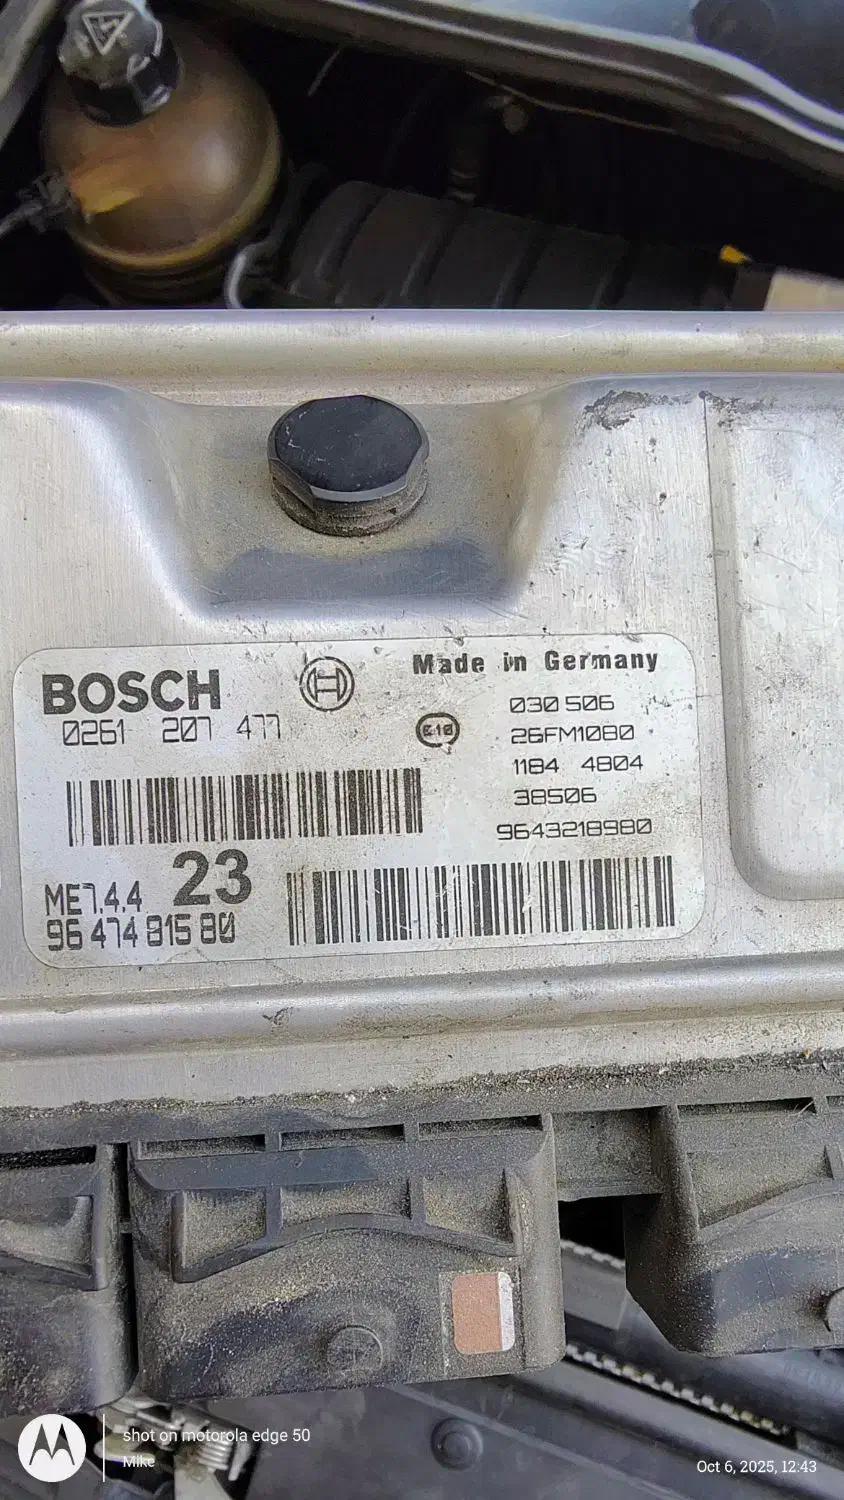 BOSCH
0261 207 477
Made in Germany
e10
030 506
26FM1080
1184 4804
38506
9643218980
ME7.4.4 23
96 474 815 80
shot on motorola edge 50
Mike
Oct 6, 2025, 12:43